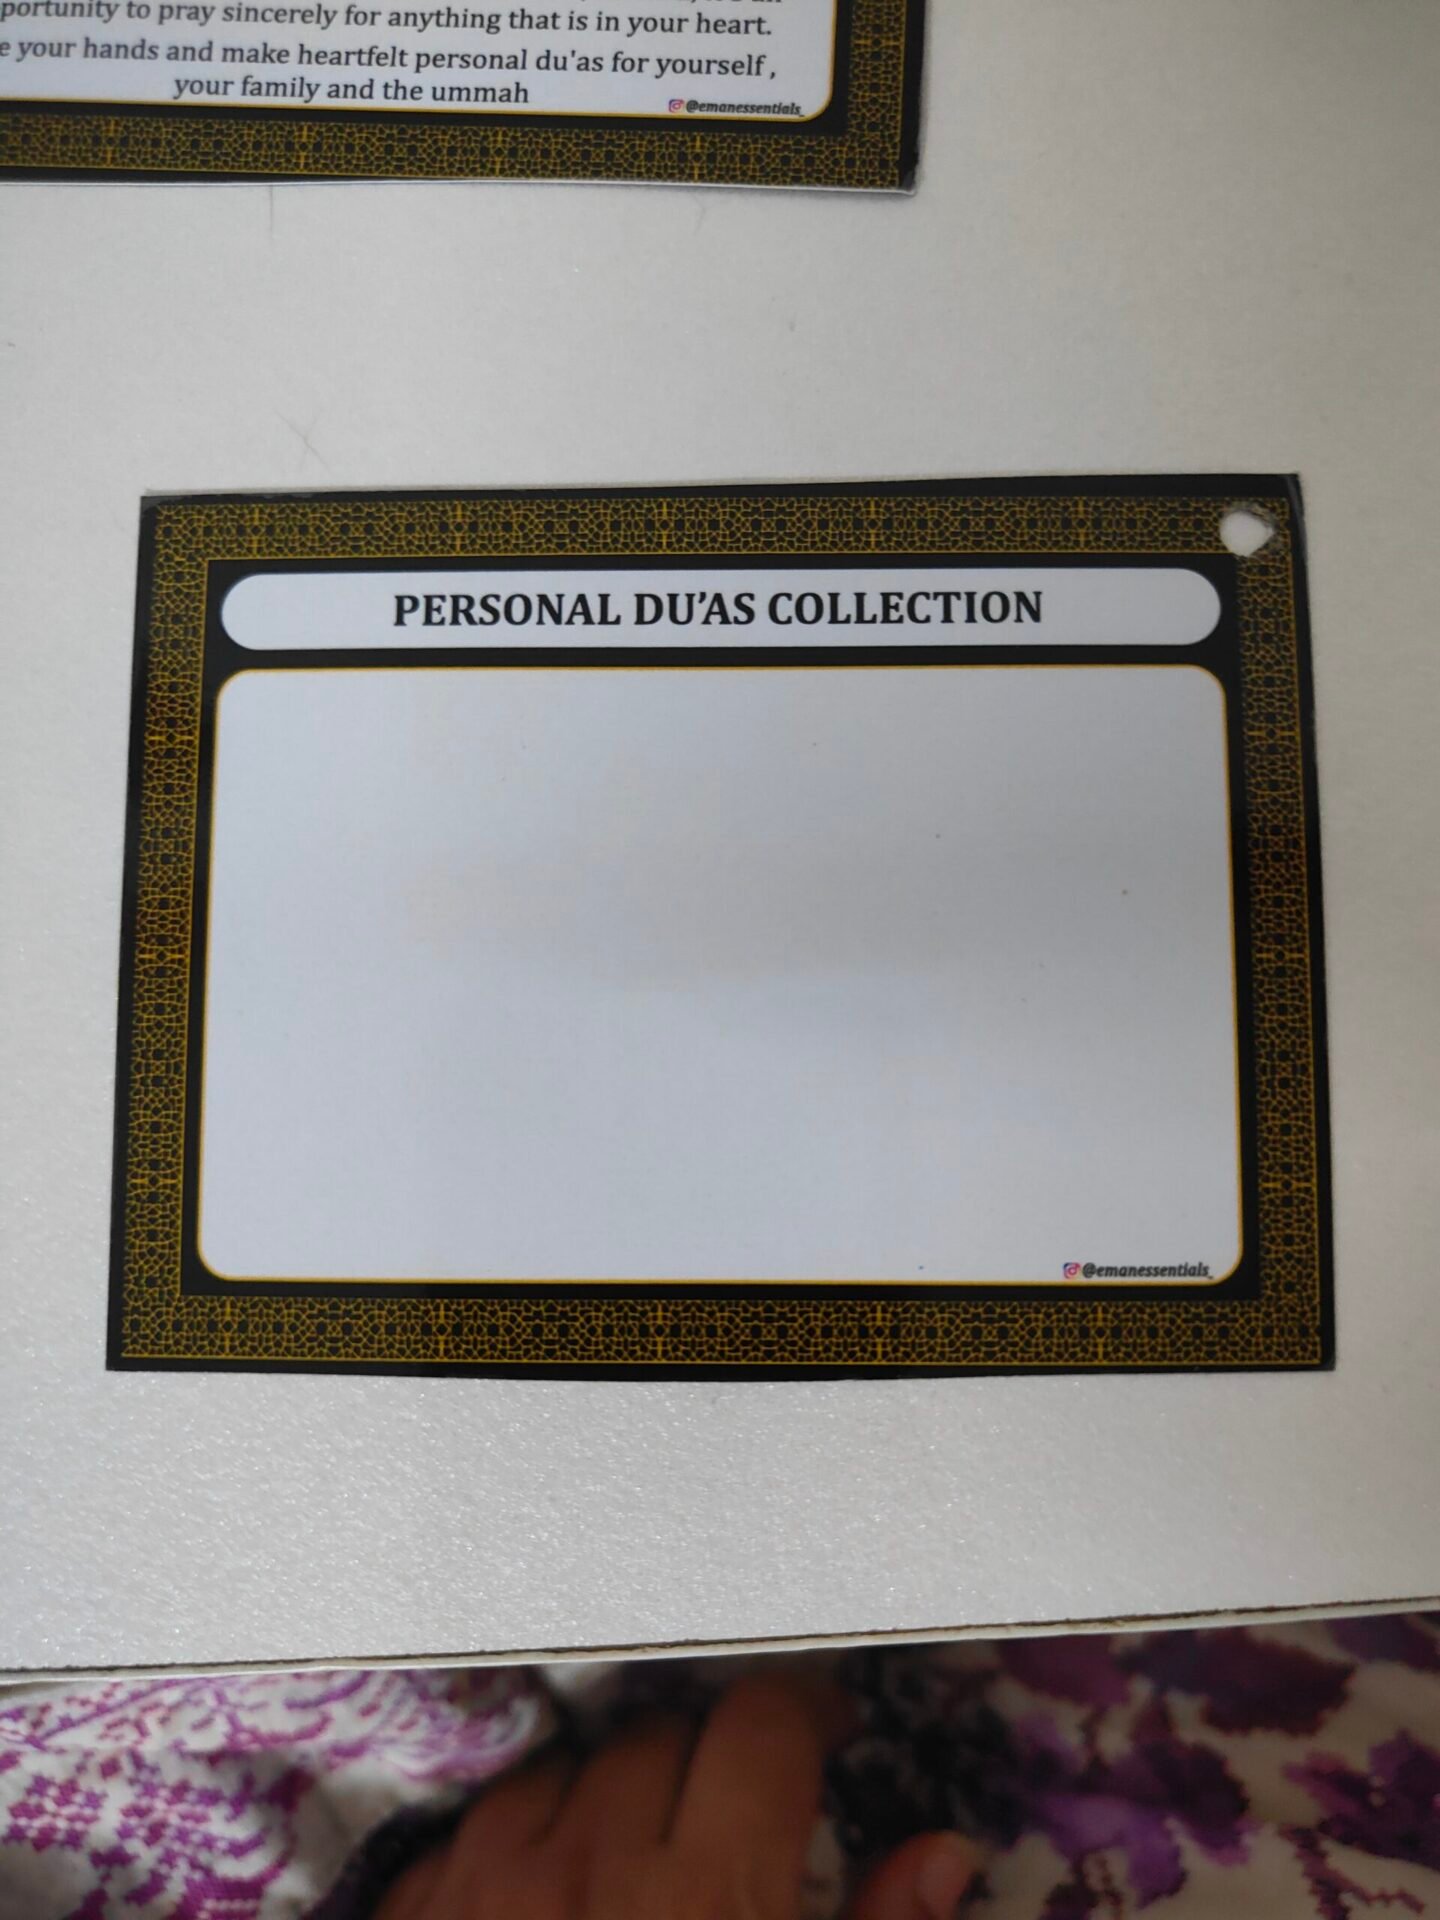 to pray sincerely for anything that is in your heart.
your hands and make heartfelt personal du'as for yourself,
your family and the ummah
@emanessentials_
PERSONAL DU'AS COLLECTION
@emanessentials_